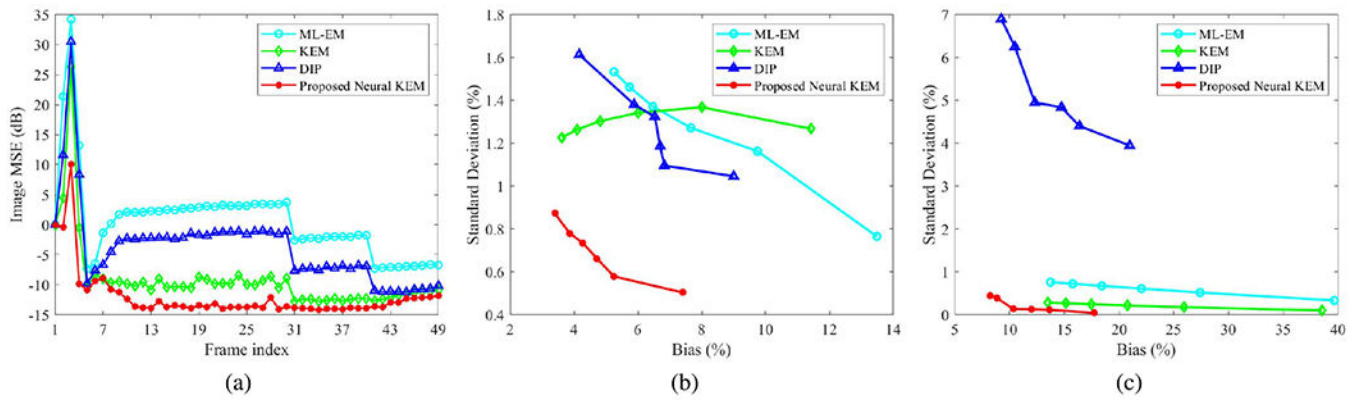 35
30
25
20
15
10
5
0
-5
-10
-15
Image MSE (dB)
ML-EM
KEM
DIP
Proposed Neural KEM
1 7 13 19 25 31 37 43 49
Frame index
(a)
1.8
1.6
1.4
1.2
1
0.8
0.6
0.4
Standard Deviation (%)
ML-EM
KEM
DIP
Proposed Neural KEM
2 4 6 8 10 12 14
Bias (%)
(b)
7
6
5
4
3
2
1
0
Standard Deviation (%)
ML-EM
KEM
DIP
Proposed Neural KEM
5 10 15 20 25 30 35 40
Bias (%)
(c)